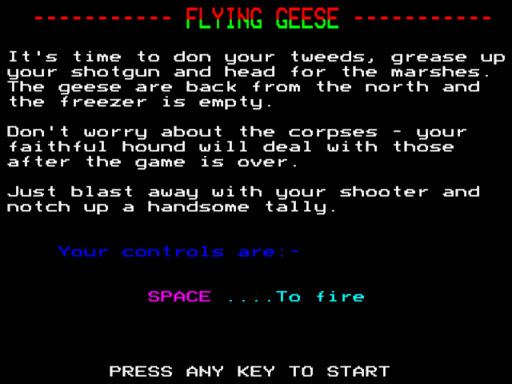 ----------- FLYING GEESE -----------
It's time to don your tweeds, grease up
your shotgun and head for the marshes.
The geese are back from the north and
the freezer is empty.
Don't worry about the corpses - your
faithful hound will deal with those
after the game is over.
Just blast away with your shooter and
notch up a handsome tally.
Your controls are:-
SPACE ....To fire
PRESS ANY KEY TO START